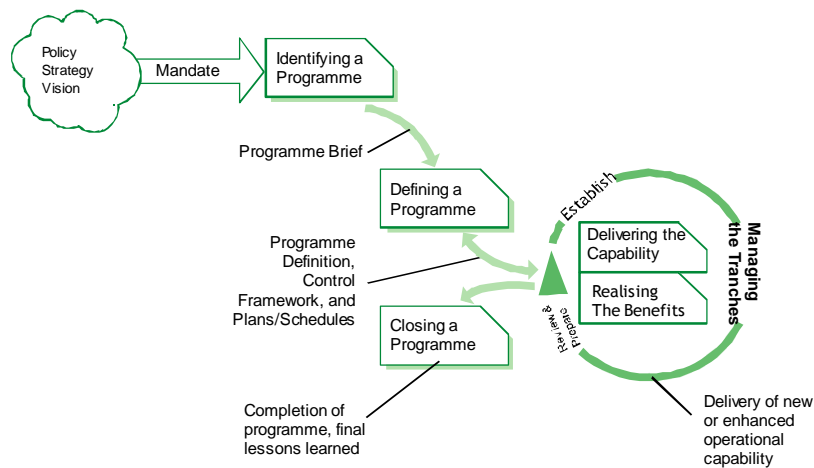 Policy
Strategy
Vision
Mandate
Identifying a
Programme
Programme Brief
Defining a
Programme
Establish
Delivering the
Capability
Managing
the Tranches
Programme
Definition,
Control
Framework, and
Plans/Schedules
Realising
The Benefits
Closing a
Programme
Review &
Prepare
Completion of
programme, final
lessons learned
Delivery of new
or enhanced
operational
capability